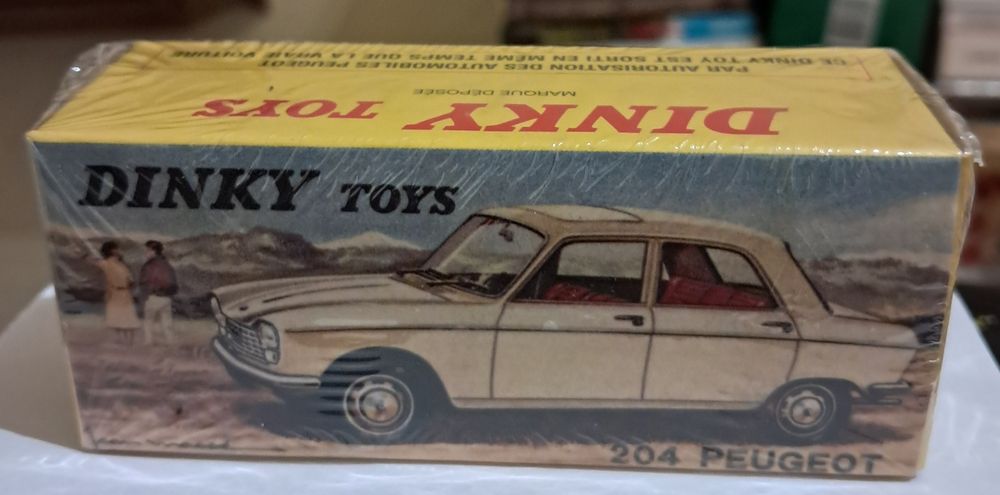 CE DINKY TOY EST SORTI EN MÊME TEMPS QUE LA VRAIE VOITURE
PAR AUTORISATION DES AUTOMOBILES PEUGEOT
MARQUE DÉPOSÉE
DINKY TOYS
DINKY TOYS
204 PEUGEOT